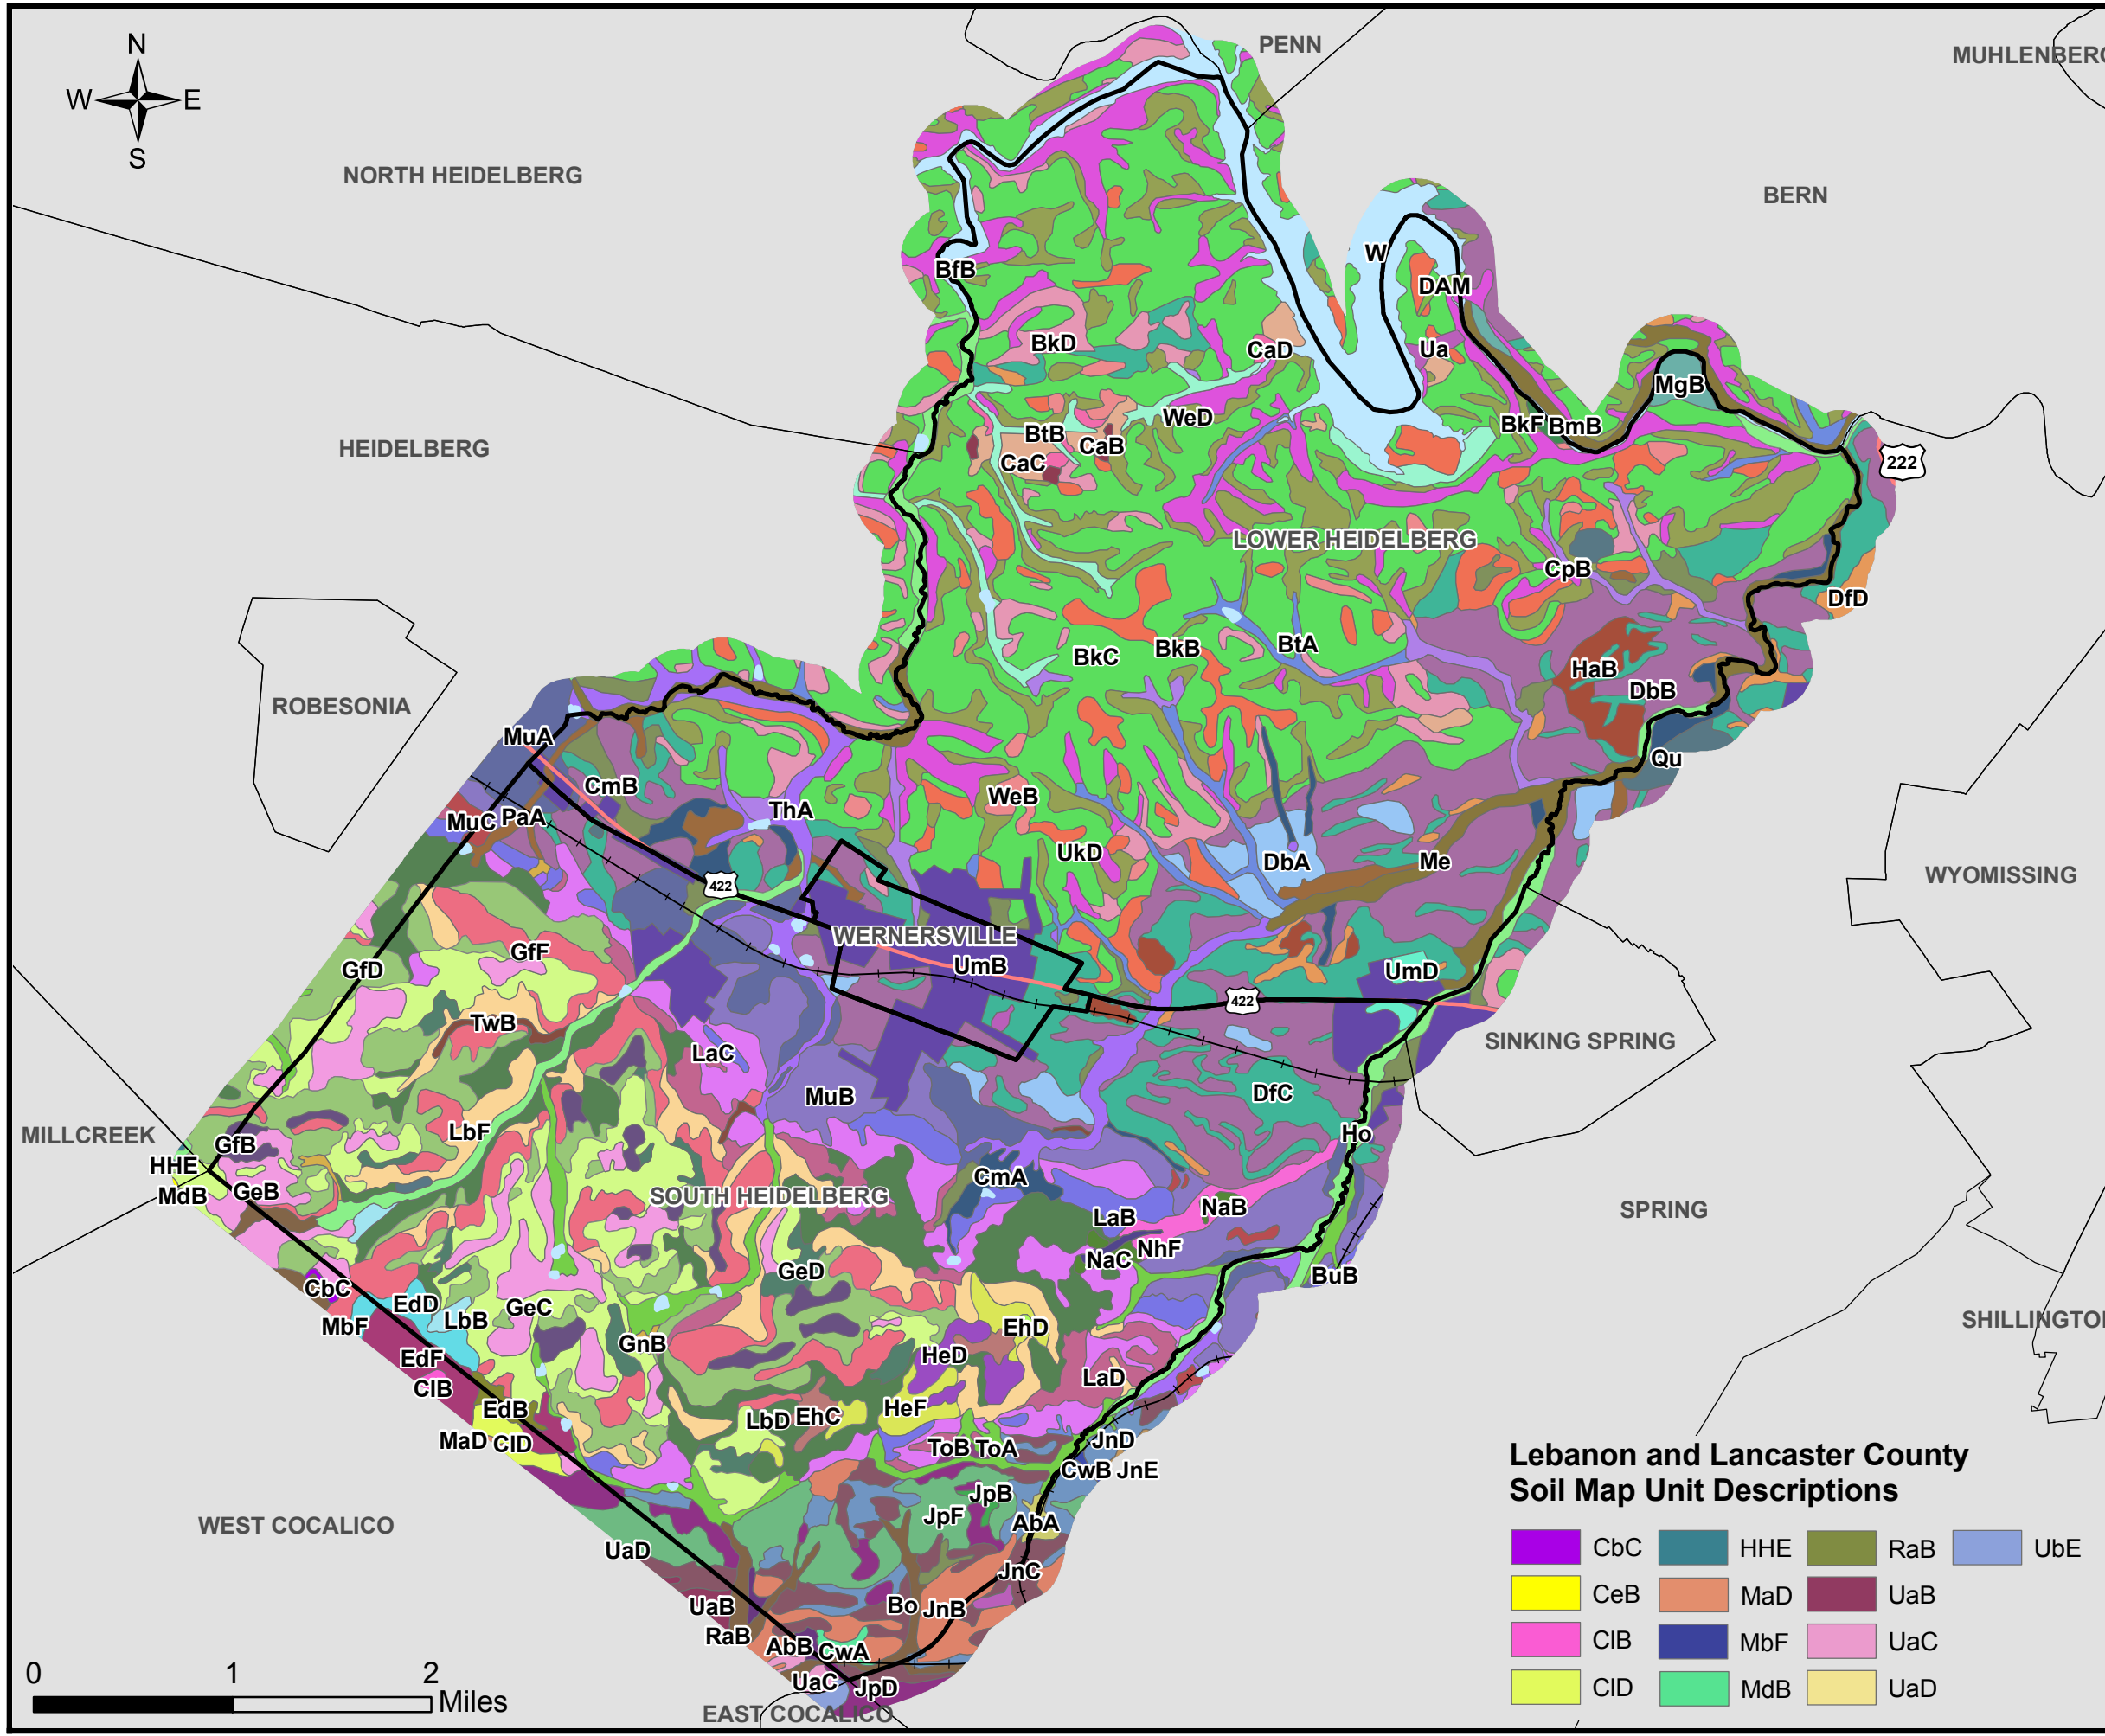 N
PENN
MUHLENBER
W
E
S
NORTH HEIDELBERG
BERN
W
BfB
DAM
BkD
CaD
Ua
MgB
WeD
BkF
BmB
BtB
CaB
HEIDELBERG
CaC
222
LOWER HEIDELBERG
CpB
DfD
BkC
BkB
BtA
HaB
DbB
ROBESONIA
MuA
Qu
CmB
WeB
ThA
MuC
PaA
UkD
DbA
Me
WYOMISSING
422
WERNERSVILLE
GfF
GfD
UmB
UmD
422
TwB
SINKING SPRING
LaC
MuB
DfC
LbF
Ho
MILLCREEK
GfB
HHE
CmA
GeB
MdB
SOUTH HEIDELBERG
NaB
SPRING
LaB
NhF
NaC
GeD
BuB
CbC
EdD
GeC
LbB
MbF
EhD
SHILLINGTO
GnB
HeD
EdF
LaD
ClB
EdB
HeF
LbD
EhC
MaD
ClD
ToB
ToA
JnD
CwB
JnE
JpB
JpF
AbA
WEST COCALICO
UaD
JnC
UaB
Bo
JnB
RaB
AbB
CwA
UaC
JpD
EAST COCALICO
0
1
2
Miles
Lebanon and Lancaster County
Soil Map Unit Descriptions
CbC
HHE
RaB
UbE
CeB
MaD
UaB
ClB
MbF
UaC
ClD
MdB
UaD